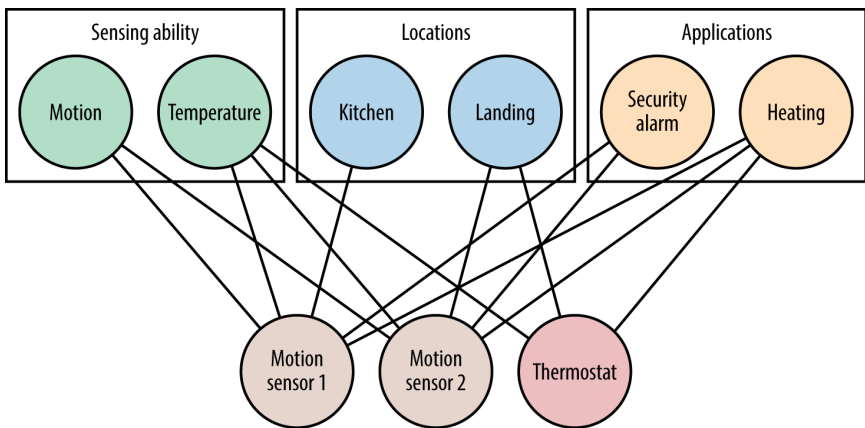 Sensing ability
Locations
Applications
Motion
Temperature
Kitchen
Landing
Security
alarm
Heating
Motion
sensor 1
Motion
sensor 2
Thermostat